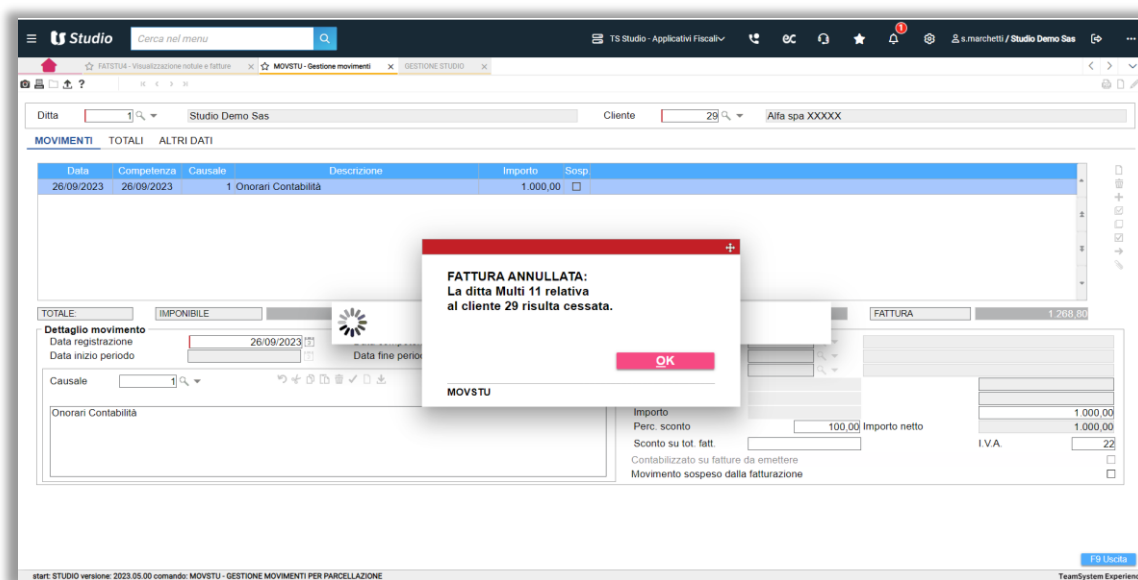 Studio
Cerca nel menu
TS Studio - Applicativi Fiscali
1
s.marchetti / Studio Demo Sas
FATSTU4 - Visualizzazione notule e fatture
MOVSTU - Gestione movimenti
GESTIONE STUDIO
Ditta 1 Studio Demo Sas Cliente 29 Alfa spa XXXXX
MOVIMENTI TOTALI ALTRI DATI
Data Competenza Causale Descrizione Importo Sosp.
26/09/2023 26/09/2023 1 Onorari Contabilità 1.000,00
FATTURA ANNULLATA:
La ditta Multi 11 relativa
al cliente 29 risulta cessata.
OK
MOVSTU
TOTALE: IMPONIBILE FATTURA 1.268,80
Dettaglio movimento
Data registrazione 26/09/2023
Data inizio periodo Data fine perio
Causale 1
Onorari Contabilità
Importo 1.000,00
Perc. sconto 100,00 Importo netto 1.000,00
Sconto su tot. fatt. I.V.A. 22
Contabilizzato su fatture da emettere
Movimento sospeso dalla fatturazione
F9 Uscita
start: STUDIO versione: 2023.05.00 comando: MOVSTU - GESTIONE MOVIMENTI PER PARCELLAZIONE
TeamSystem Experienc